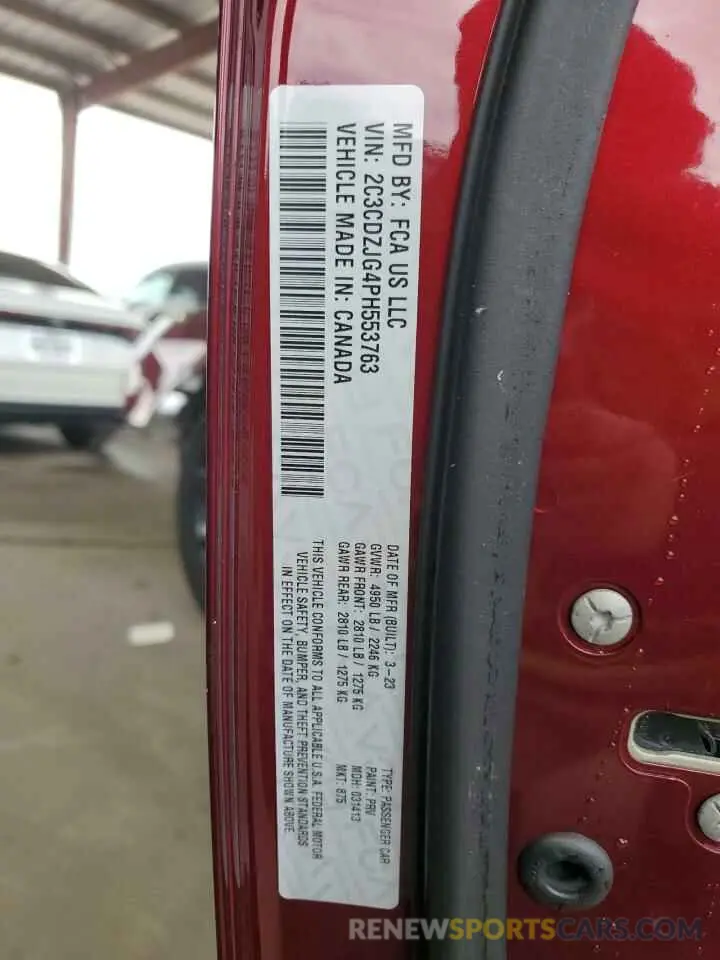 MFD BY: FCA US LLC
VIN: 2C3CDZJG4PH553763
VEHICLE MADE IN: CANADA
DATE OF MFR (BUILT): 3-23
GVWR: 4950 LB / 2246 KG
GAWR FRONT: 2810 LB / 1275 KG
GAWR REAR: 2810 LB / 1275 KG
TYPE: PASSENGER CAR
PAINT: PRV
MDH: 031413
MKT: 875
THIS VEHICLE CONFORMS TO ALL APPLICABLE U.S.A. FEDERAL MOTOR
VEHICLE SAFETY, BUMPER, AND THEFT PREVENTION STANDARDS
IN EFFECT ON THE DATE OF MANUFACTURE SHOWN ABOVE.
RENEWSPORTSCARS.COM